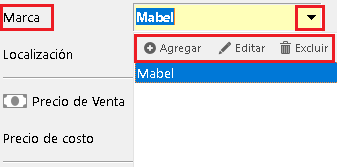 Marca Mabel
Localización Agregar Editar Excluir
Mabel
Precio de Venta
Precio de costo